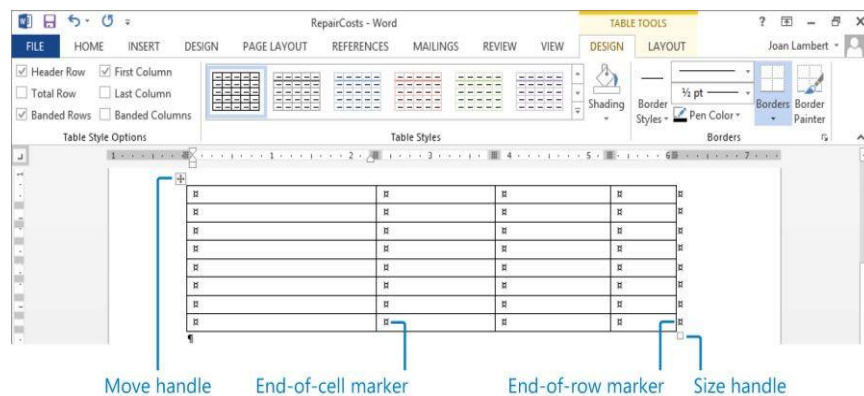 RepairCosts - Word
TABLE TOOLS
?
FILE HOME INSERT DESIGN PAGE LAYOUT REFERENCES MAILINGS REVIEW VIEW DESIGN LAYOUT Joan Lambert
Header Row First Column
Total Row Last Column
Banded Rows Banded Columns
Table Style Options
Table Styles
Shading
Border Styles
½ pt
Pen Color
Borders
Border Painter
Borders
1 1 2 3 4 5 6 7
¤ ¤ ¤ ¤ ¤
¤ ¤ ¤ ¤ ¤
¤ ¤ ¤ ¤ ¤
¤ ¤ ¤ ¤ ¤
¤ ¤ ¤ ¤ ¤
¤ ¤ ¤ ¤ ¤
¤ ¤ ¤ ¤ ¤
¤ ¤ ¤ ¤ ¤
¶
Move handle End-of-cell marker End-of-row marker Size handle